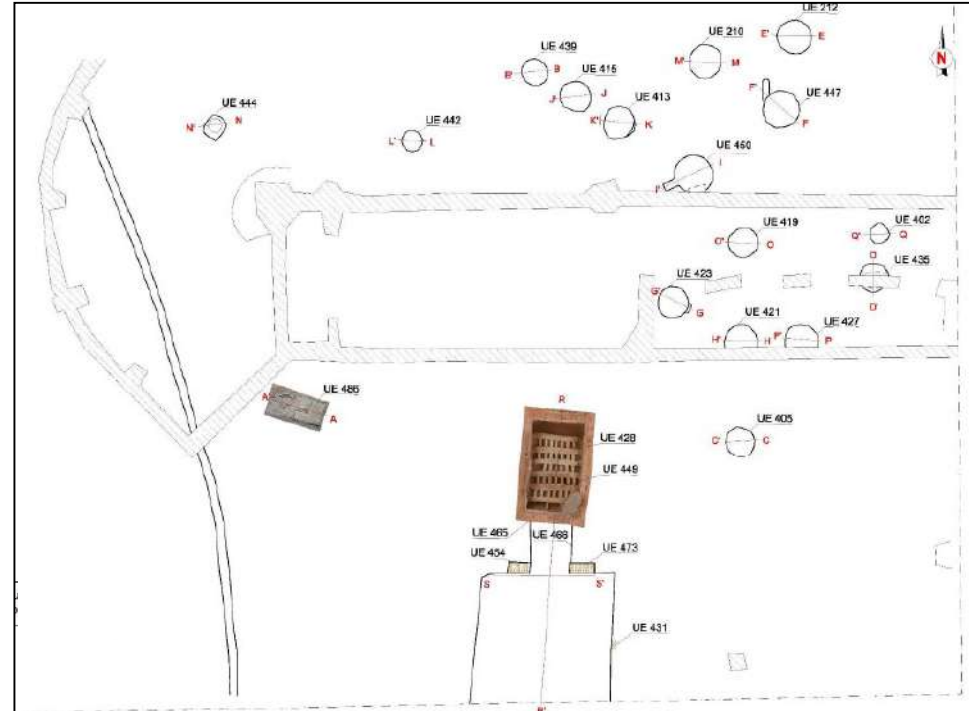 UE 212
E' E
UE 210
M' M
N
UE 439
B' B
UE 415
J' J
UE 413
K' K
F'
UE 447
F
UE 444
N' N
UE 442
L' L
UE 460
I' I
UE 419
O' O
UE 402
Q' Q
D
UE 435
D'
UE 423
G' G
UE 421
H' H
UE 427
P' P
UE 486
A' A
R
UE 428
UE 449
UE 405
C' C
UE 465
UE 466
UE 454
UE 473
S S'
UE 431
R'